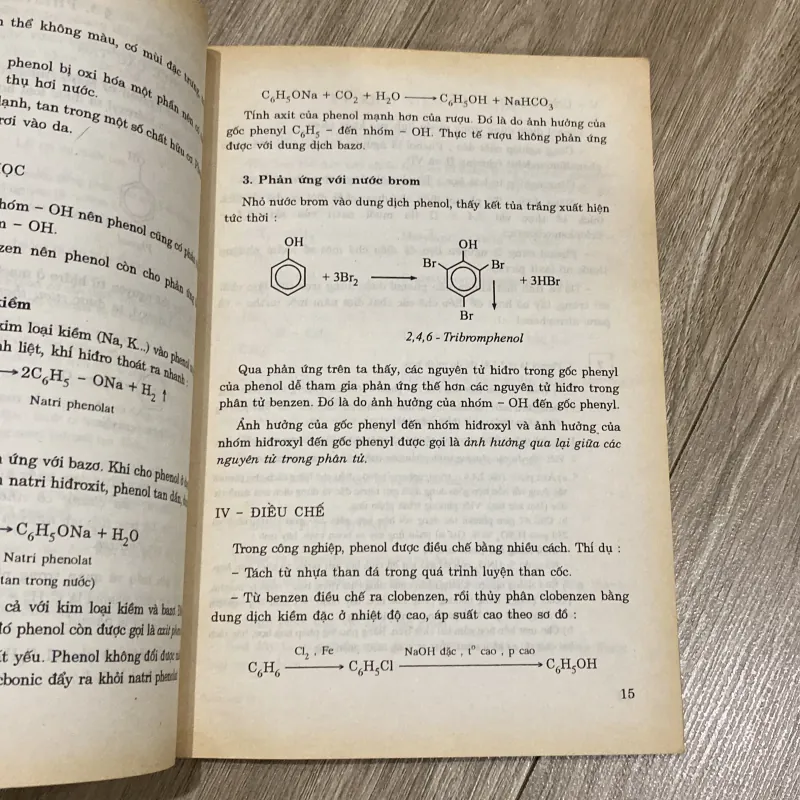 thể không màu, có mùi đặc trưng,
phenol bị oxi hóa một phần nên có
thụ hơi nước.
lạnh, tan trong một số chất hữu cơ
rơi vào da.
ỌC
nhóm – OH nên phenol cũng có phản
– OH.
zen nên phenol còn cho phản ứng
kiềm
kim loại kiềm (Na, K...) vào phenol
nh liệt, khí hiđro thoát ra nhanh :
→ 2C₆H₅ – ONa + H₂ ↑
Natri phenolat
ứng với bazơ. Khi cho phenol
natri hiđroxit, phenol tan dần,
→ C₆H₅ONa + H₂O
Natri phenolat
tan trong nước)
cả với kim loại kiềm và bazơ
đó phenol còn được gọi là axit
ất yếu. Phenol không đổi được
cbonic đẩy ra khỏi natri phenolat
C₆H₅ONa + CO₂ + H₂O → C₆H₅OH + NaHCO₃
Tính axit của phenol mạnh hơn của rượu. Đó là do ảnh hưởng của
gốc phenyl C₆H₅ – đến nhóm – OH. Thực tế rượu không phản ứng
được với dung dịch bazơ.
3. Phản ứng với nước brom
Nhỏ nước brom vào dung dịch phenol, thấy kết tủa trắng xuất hiện
tức thời :
OH OH
Br Br
+ 3Br₂ → + 3HBr
Br
2,4,6 - Tribromphenol
Qua phản ứng trên ta thấy, các nguyên tử hiđro trong gốc phenyl
của phenol dễ tham gia phản ứng thế hơn các nguyên tử hiđro trong
phân tử benzen. Đó là do ảnh hưởng của nhóm – OH đến gốc phenyl.
Ảnh hưởng của gốc phenyl đến nhóm hiđroxyl và ảnh hưởng của
nhóm hiđroxyl đến gốc phenyl được gọi là ảnh hưởng qua lại giữa các
nguyên tử trong phân tử.
IV – ĐIỀU CHẾ
Trong công nghiệp, phenol được điều chế bằng nhiều cách. Thí dụ :
– Tách từ nhựa than đá trong quá trình luyện than cốc.
– Từ benzen điều chế ra clobenzen, rồi thủy phân clobenzen bằng
dung dịch kiềm đặc ở nhiệt độ cao, áp suất cao theo sơ đồ :
Cl₂ , Fe NaOH đặc , t° cao , p cao
C₆H₆ → C₆H₅Cl → C₆H₅OH
15